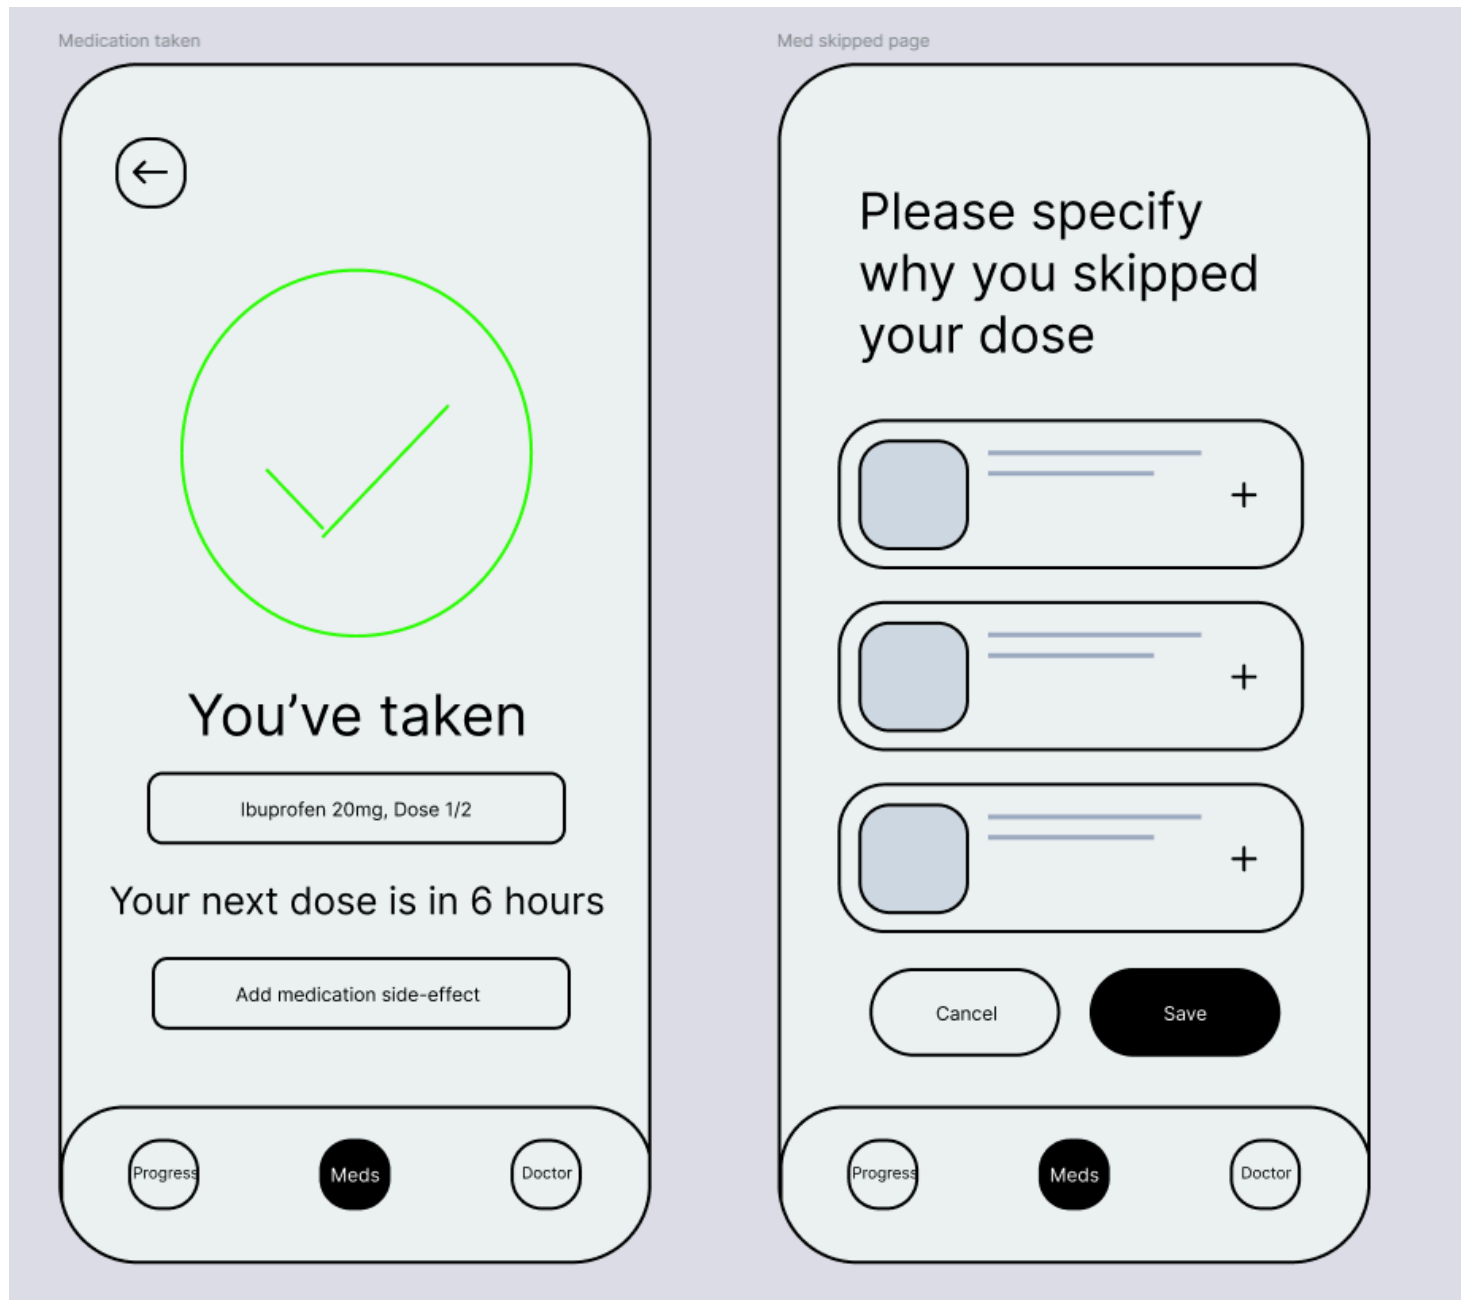 Medication taken
You’ve taken
Ibuprofen 20mg, Dose 1/2
Your next dose is in 6 hours
Add medication side-effect
Progress
Meds
Doctor
Med skipped page
Please specify
why you skipped
your dose
Cancel
Save
Progress
Meds
Doctor